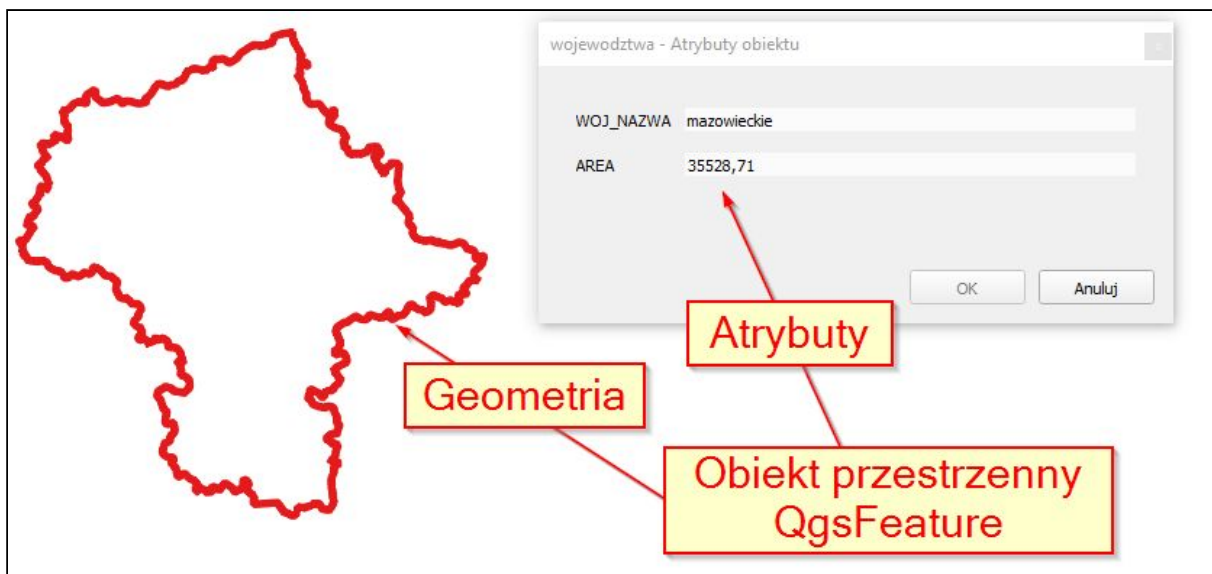 wojewodztwa - Atrybuty obiektu
WOJ_NAZWA mazowieckie
AREA 35528,71
OK Anuluj
Atrybuty
Geometria
Obiekt przestrzenny
QgsFeature